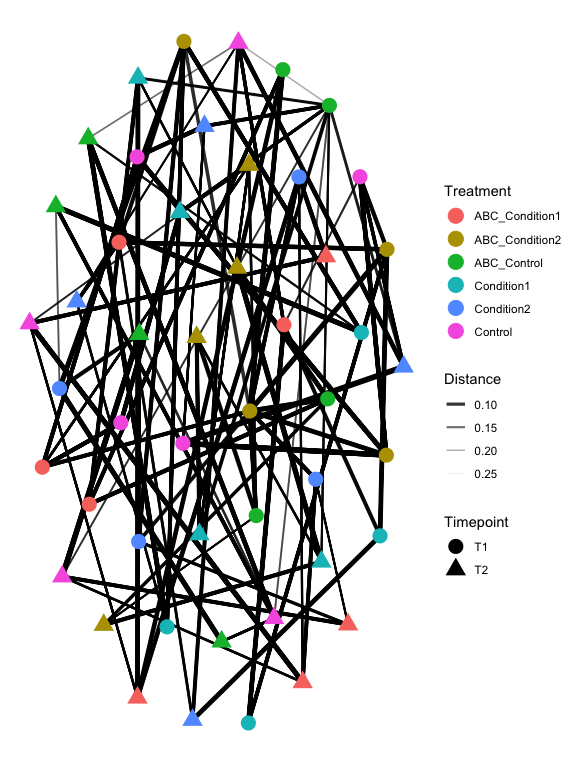 Treatment
ABC_Condition1
ABC_Condition2
ABC_Control
Condition1
Condition2
Control
Distance
0.10
0.15
0.20
0.25
Timepoint
T1
T2